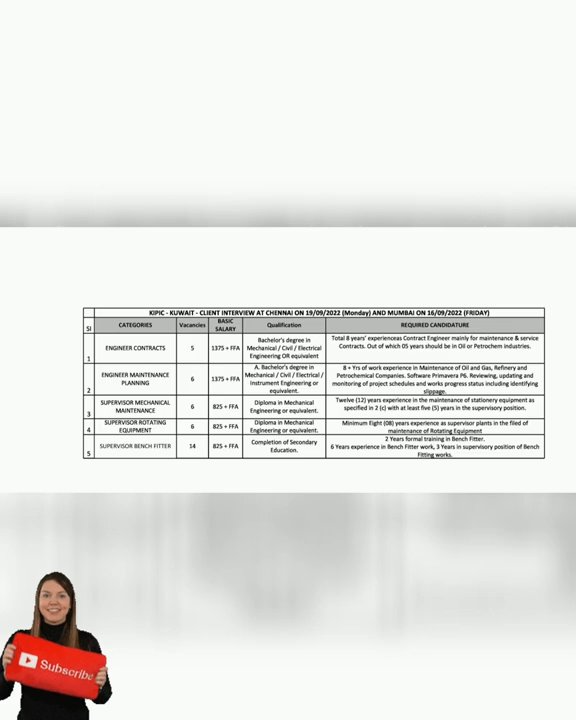 KIPIC - KUWAIT - CLIENT INTERVIEW AT CHENNAI ON 19/09/2022 (Monday) AND MUMBAI ON 16/09/2022 (FRIDAY)
SI CATEGORIES Vacancies BASIC SALARY Qualification REQUIRED CANDIDATURE
1 ENGINEER CONTRACTS 5 1375 + FFA Bachelor's degree in Mechanical / Civil / Electrical Engineering OR equivalent Total 8 years' experienceas Contract Engineer mainly for maintenance & service Contracts. Out of which 05 years should be in Oil or Petrochem industries.
2 ENGINEER MAINTENANCE PLANNING 6 1375 + FFA A. Bachelor's degree in Mechanical / Civil / Electrical / Instrument Engineering or equivalent. 8 + Yrs of work experience in Maintenance of Oil and Gas, Refinery and Petrochemical Companies. Software Primavera P6. Reviewing, updating and monitoring of project schedules and works progress status including identifying slippage.
3 SUPERVISOR MECHANICAL MAINTENANCE 6 825 + FFA Diploma in Mechanical Engineering or equivalent. Twelve (12) years experience in the maintenance of stationery equipment as specified in 2 (c) with at least five (5) years in the supervisory position.
4 SUPERVISOR ROTATING EQUIPMENT 6 825 + FFA Diploma in Mechanical Engineering or equivalent. Minimum Eight (08) years experience as supervisor plants in the filed of maintenance of Rotating Equipment
5 SUPERVISOR BENCH FITTER 14 825 + FFA Completion of Secondary Education. 2 Years formal training in Bench Fitter. 6 Years experience in Bench Fitter work, 3 Years in supervisory position of Bench Fitting works.
Subscribe